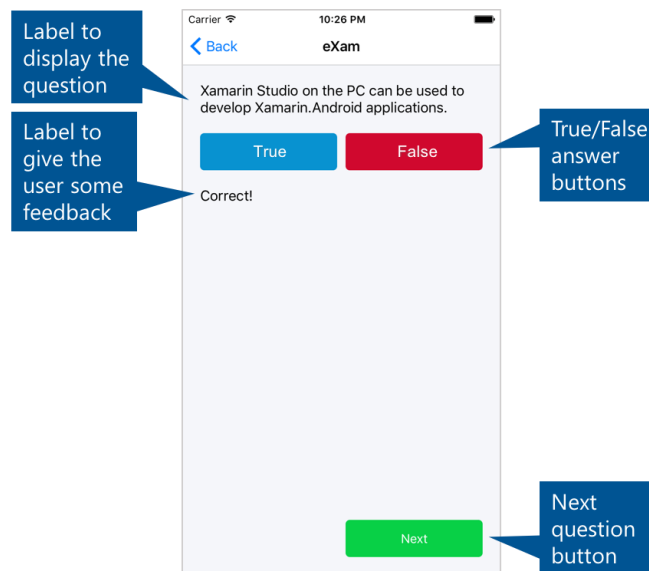 Label to
display the
question
Label to
give the
user some
feedback
Carrier
10:26 PM
Back
eXam
Xamarin Studio on the PC can be used to
develop Xamarin.Android applications.
True
False
Correct!
Next
True/False
answer
buttons
Next
question
button